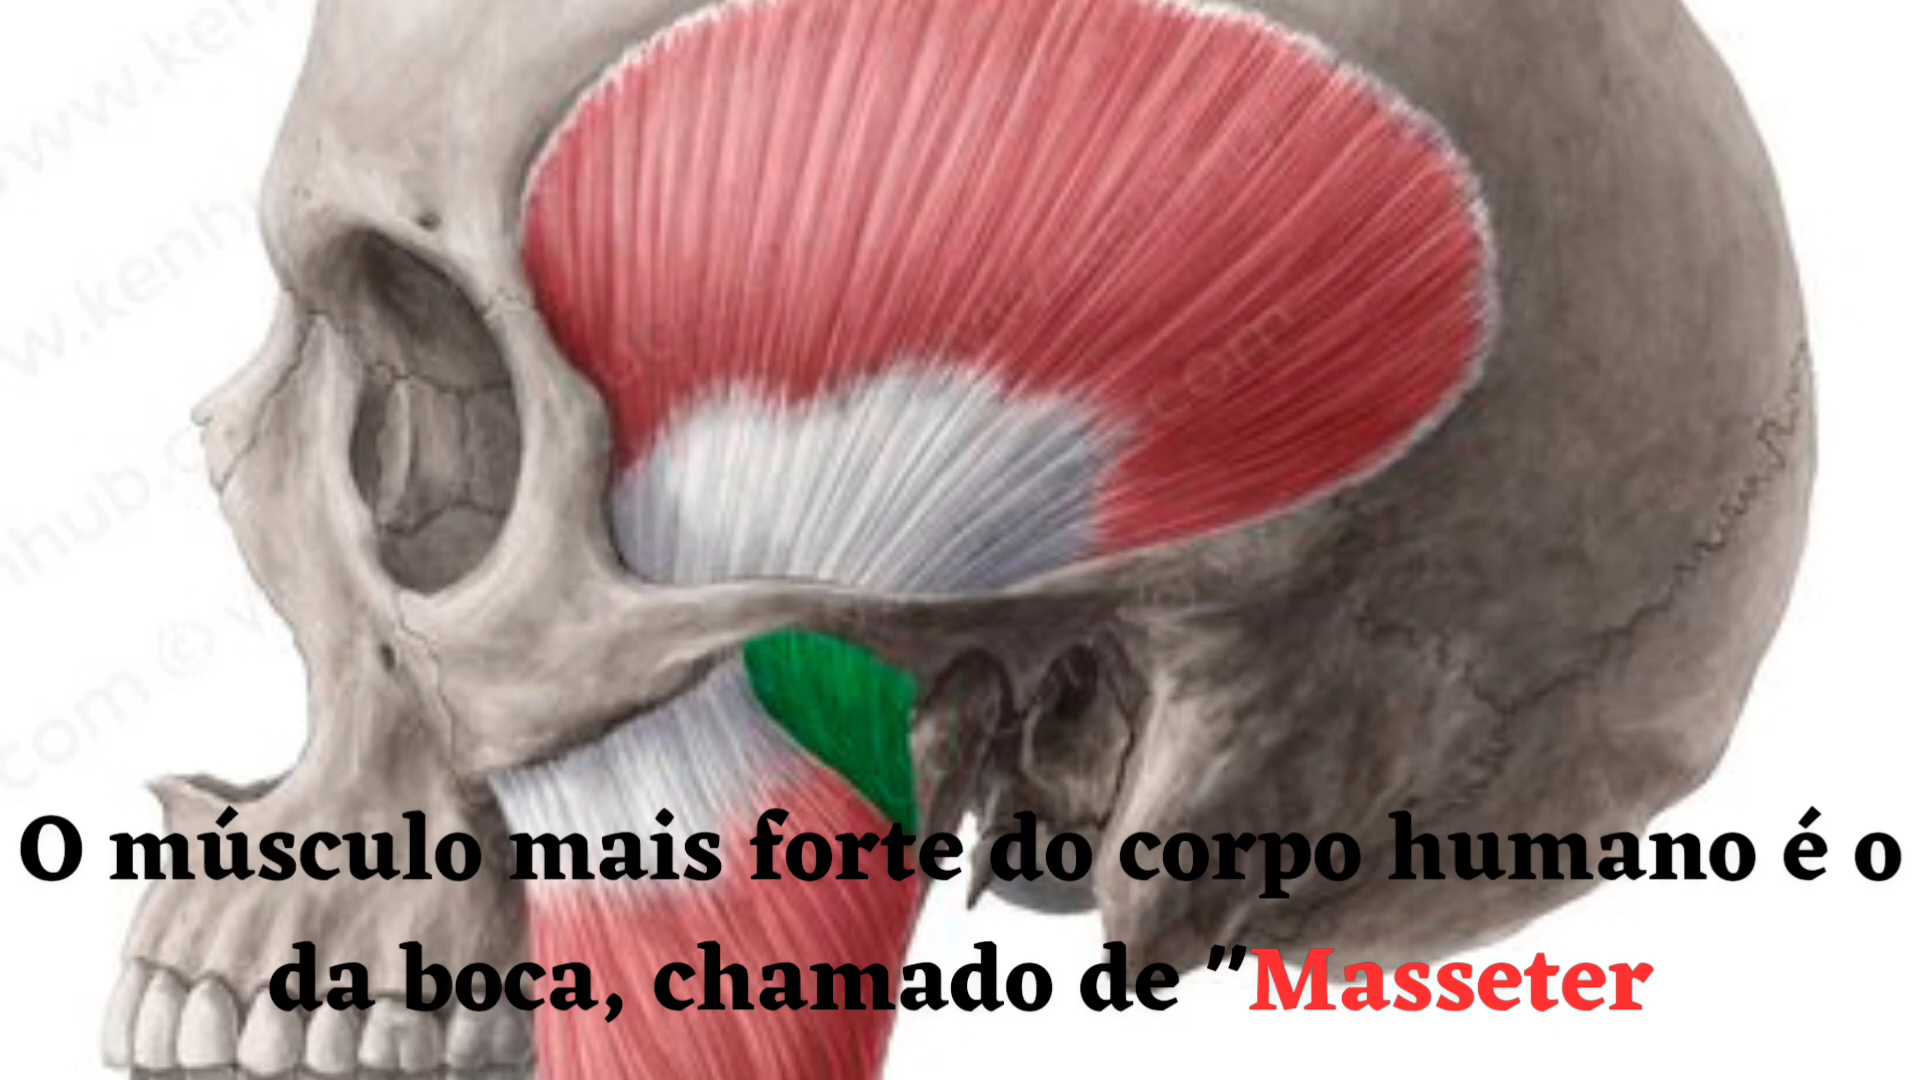 O músculo mais forte do corpo humano é o
da boca, chamado de "Masseter